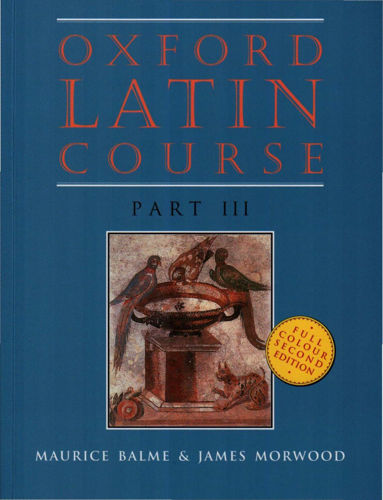 OXFORD
LATIN
COURSE
PART III
• FULL •
COLOUR
SECOND
EDITION
MAURICE BALME & JAMES MORWOOD